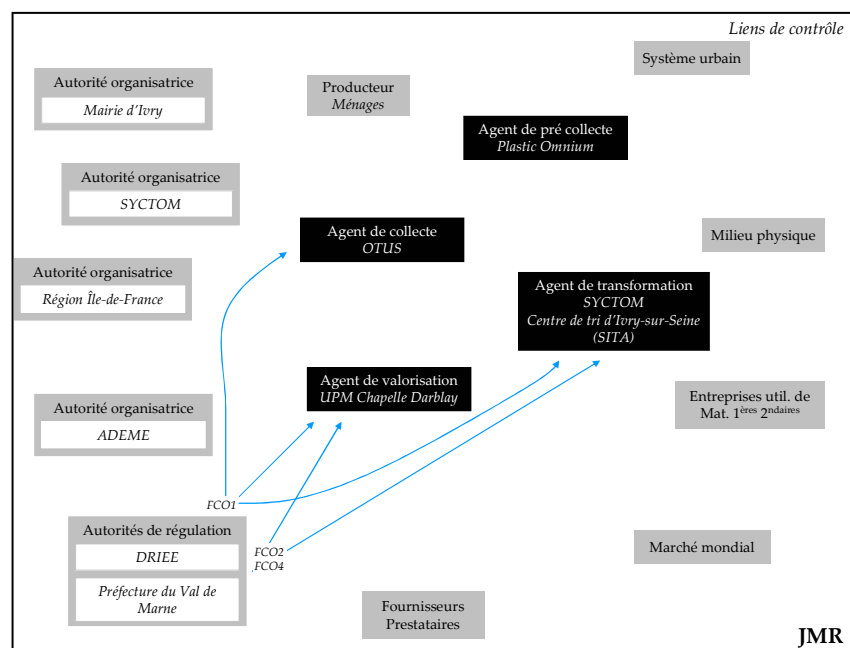 Liens de contrôle
Système urbain
Autorité organisatrice
Mairie d'Ivry
Producteur
Ménages
Agent de pré collecte
Plastic Omnium
Autorité organisatrice
SYCTOM
Agent de collecte
OTUS
Milieu physique
Autorité organisatrice
Région Île-de-France
Agent de transformation
SYCTOM
Centre de tri d'Ivry-sur-Seine
(SITA)
Agent de valorisation
UPM Chapelle Darblay
Entreprises util. de
Mat. 1ères 2ndaires
Autorité organisatrice
ADEME
FCO1
Autorités de régulation
DRIEE
Préfecture du Val de
Marne
FCO2
FCO4
Marché mondial
Fournisseurs
Prestataires
JMR